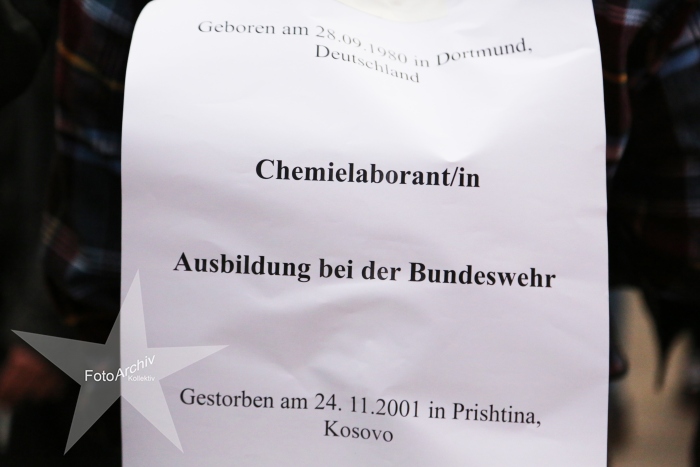 Geboren am 28.09.1980 in Dortmund,
Deutschland
Chemielaborant/in
Ausbildung bei der Bundeswehr
Gestorben am 24. 11.2001 in Prishtina,
Kosovo
FotoArchiv
Kollektiv